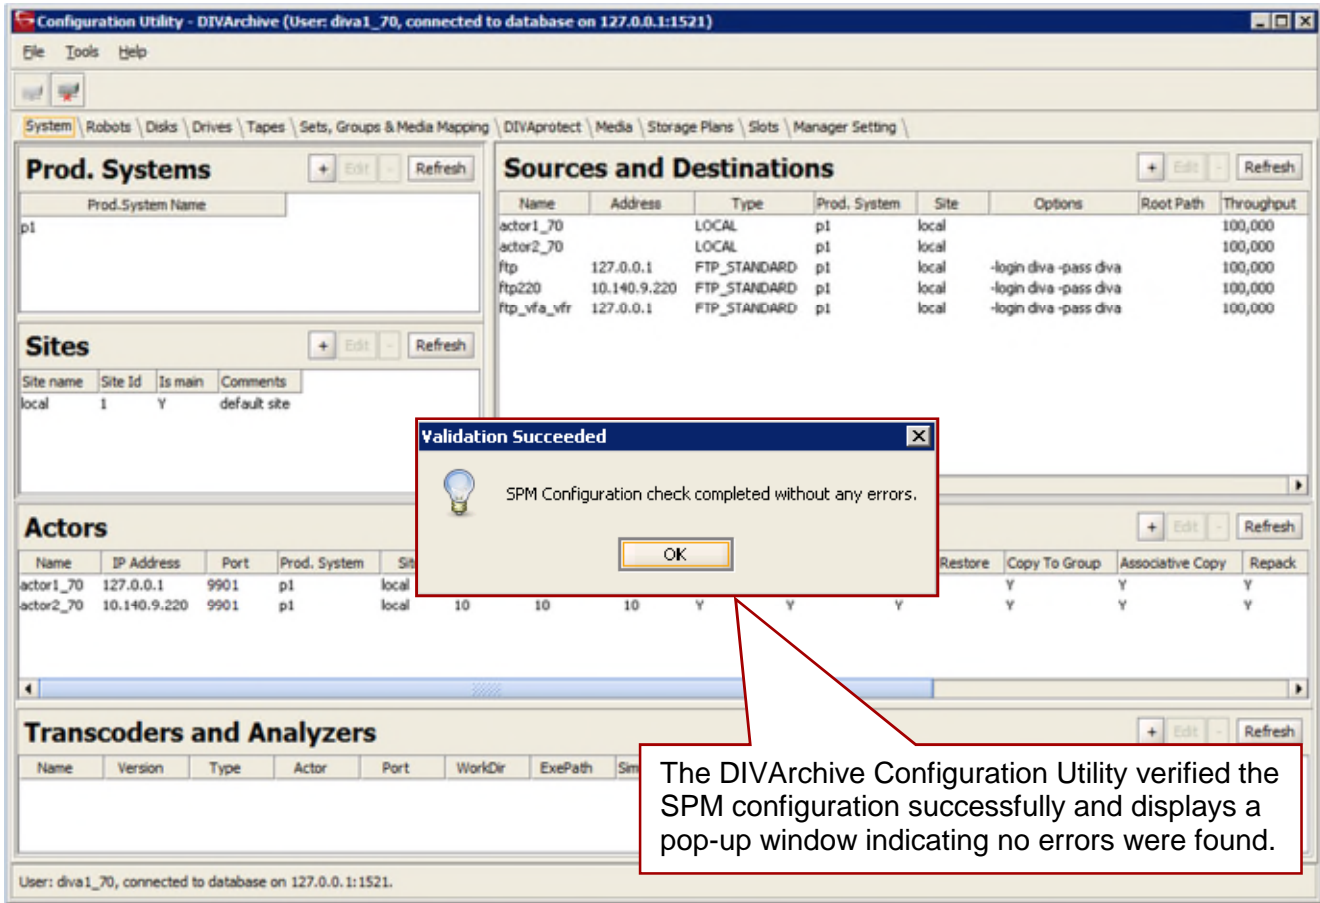 Configuration Utility - DIVArchive (User: diva1_70, connected to database on 127.0.0.1:1521)
File Tools Help
System Robots Disks Drives Tapes Sets, Groups & Media Mapping DIVAprotect Media Storage Plans Slots Manager Setting
Prod. Systems + Edit - Refresh
Prod.System Name
p1
Sources and Destinations + Edit - Refresh
Name Address Type Prod. System Site Options Root Path Throughput
actor1_70 LOCAL p1 local 100,000
actor2_70 LOCAL p1 local 100,000
ftp 127.0.0.1 FTP_STANDARD p1 local -login diva -pass diva 100,000
ftp220 10.140.9.220 FTP_STANDARD p1 local -login diva -pass diva 100,000
ftp_vfa_vfr 127.0.0.1 FTP_STANDARD p1 local -login diva -pass diva 100,000
Sites + Edit - Refresh
Site name Site Id Is main Comments
local 1 Y default site
Validation Succeeded
SPM Configuration check completed without any errors.
OK
Actors + Edit - Refresh
Name IP Address Port Prod. System Sit Restore Copy To Group Associative Copy Repack
actor1_70 127.0.0.1 9901 p1 local Y Y Y
actor2_70 10.140.9.220 9901 p1 local 10 10 10 Y Y Y Y Y Y
Transcoders and Analyzers + Edit - Refresh
Name Version Type Actor Port WorkDir ExePath Sim
The DIVArchive Configuration Utility verified the
SPM configuration successfully and displays a
pop-up window indicating no errors were found.
User: diva1_70, connected to database on 127.0.0.1:1521.